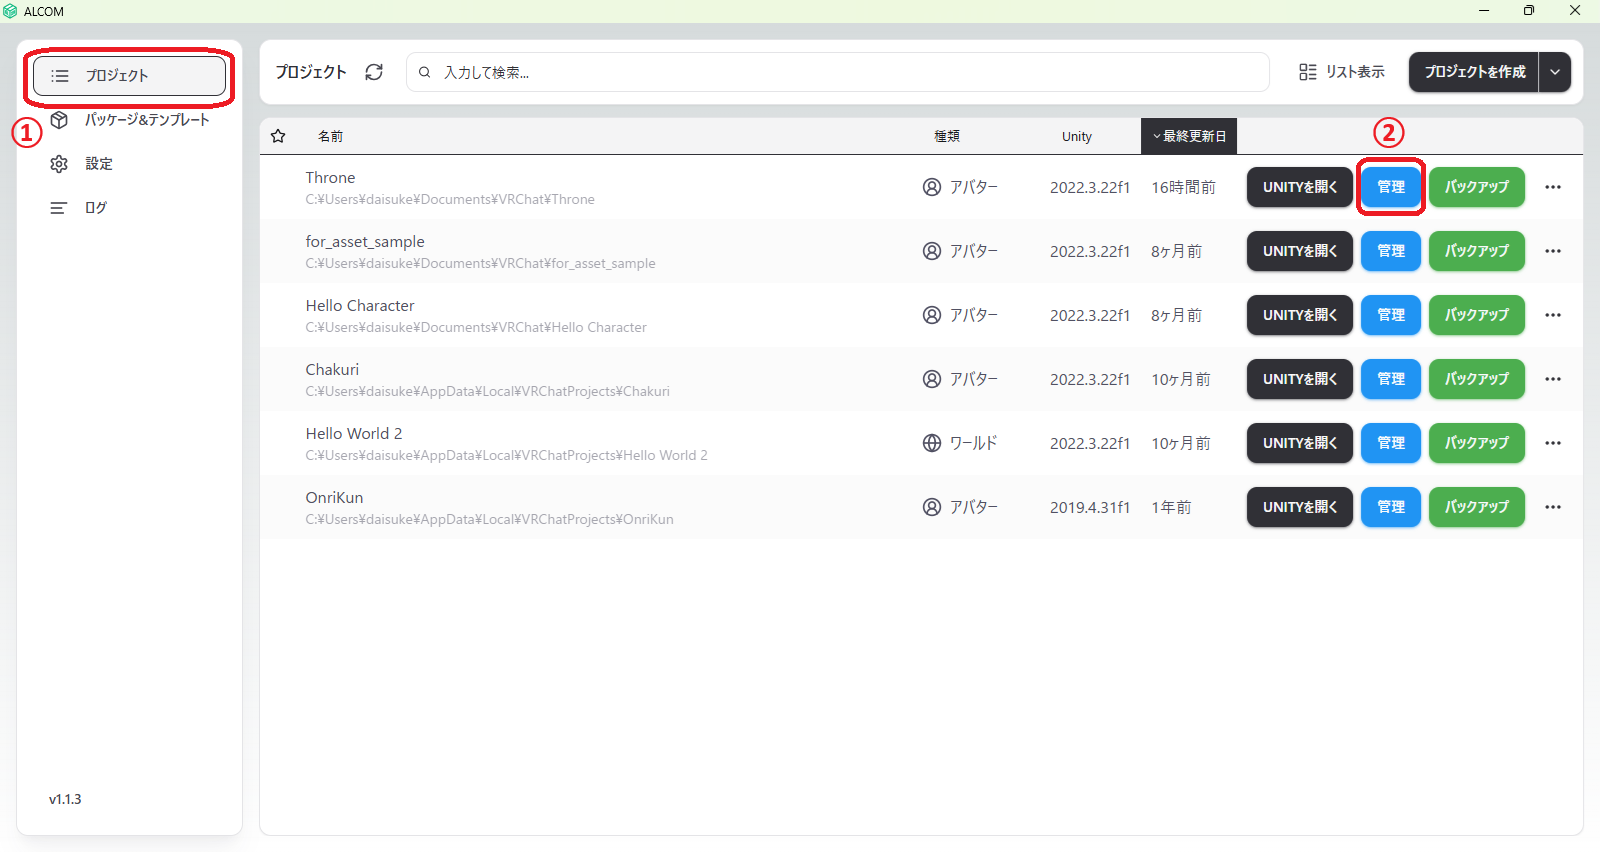 ALCOM
プロジェクト
①
パッケージ&テンプレート
設定
ログ
v1.1.3
プロジェクト
入力して検索...
リスト表示
プロジェクトを作成
名前 種類 Unity 最終更新日
②
Throne
C:¥Users¥daisuke¥Documents¥VRChat¥Throne
アバター 2022.3.22f1 16時間前 UNITYを開く 管理 バックアップ
for_asset_sample
C:¥Users¥daisuke¥Documents¥VRChat¥for_asset_sample
アバター 2022.3.22f1 8ヶ月前 UNITYを開く 管理 バックアップ
Hello Character
C:¥Users¥daisuke¥Documents¥VRChat¥Hello Character
アバター 2022.3.22f1 8ヶ月前 UNITYを開く 管理 バックアップ
Chakuri
C:¥Users¥daisuke¥AppData¥Local¥VRChatProjects¥Chakuri
アバター 2022.3.22f1 10ヶ月前 UNITYを開く 管理 バックアップ
Hello World 2
C:¥Users¥daisuke¥AppData¥Local¥VRChatProjects¥Hello World 2
ワールド 2022.3.22f1 10ヶ月前 UNITYを開く 管理 バックアップ
OnriKun
C:¥Users¥daisuke¥AppData¥Local¥VRChatProjects¥OnriKun
アバター 2019.4.31f1 1年前 UNITYを開く 管理 バックアップ